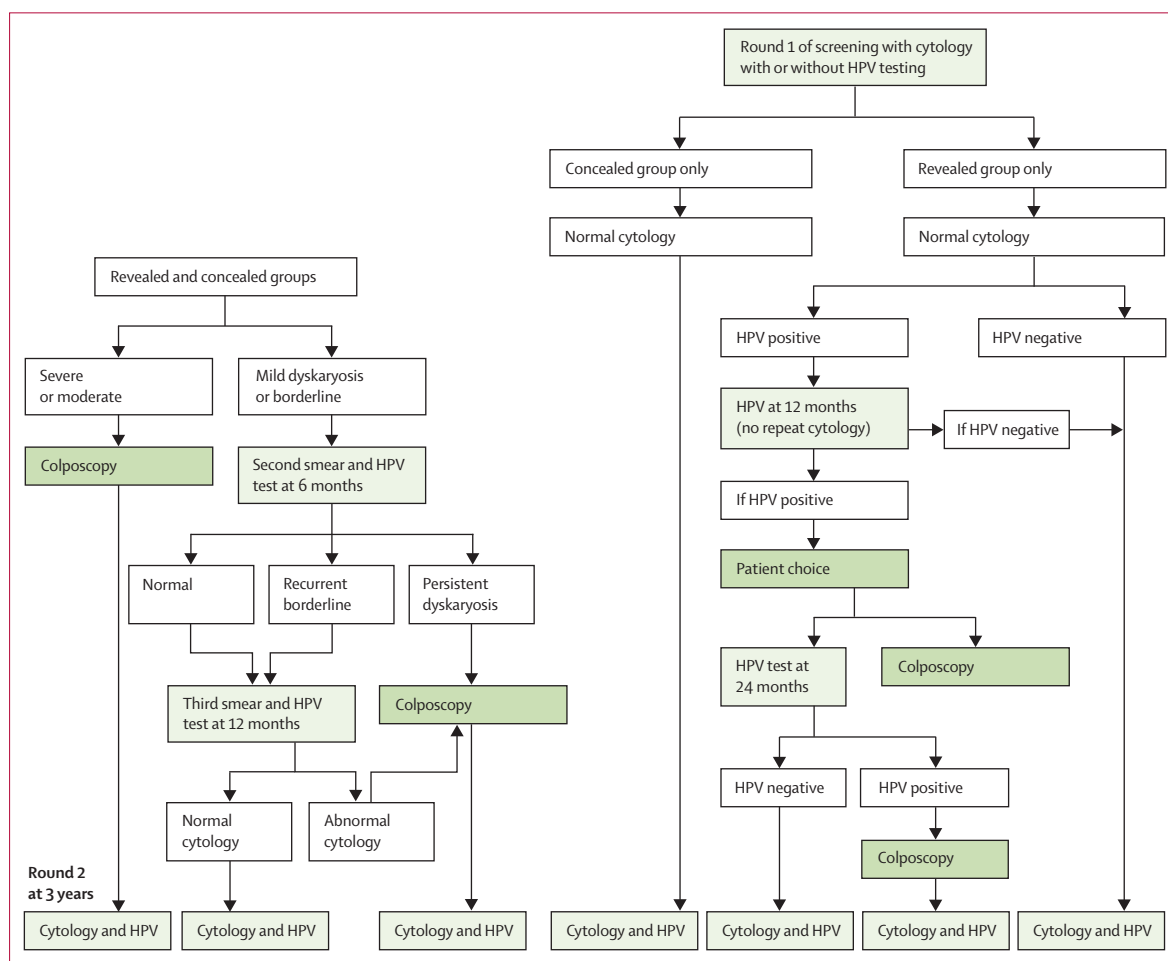 Round 1 of screening with cytology
with or without HPV testing
Concealed group only
Revealed group only
Normal cytology
Normal cytology
Revealed and concealed groups
HPV positive
HPV negative
Severe
or moderate
Mild dyskaryosis
or borderline
HPV at 12 months
(no repeat cytology)
If HPV negative
Colposcopy
Second smear and HPV
test at 6 months
If HPV positive
Patient choice
Normal
Recurrent
borderline
Persistent
dyskaryosis
HPV test at
24 months
Colposcopy
Third smear and HPV
test at 12 months
Colposcopy
HPV negative
HPV positive
Normal
cytology
Abnormal
cytology
Colposcopy
Round 2
at 3 years
Cytology and HPV
Cytology and HPV
Cytology and HPV
Cytology and HPV
Cytology and HPV
Cytology and HPV
Cytology and HPV